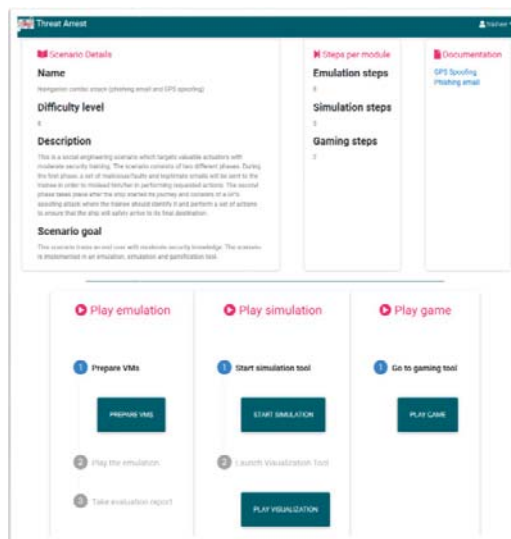 Threat Arrest
Trainee
Scenario Details
Name
Navigation combo attack (phishing email and GPS spoofing)
Difficulty level
Description
This is a social engineering scenario which targets valuable actuators with
moderate security training. The scenario consists of two different phases. During
the first phase, a set of malicious/faulty and legitimate emails will be sent to the
trainee in order to mislead him/her in performing requested actions. The second
phase takes place after the ship started its journey and consists of a
spoofing attack where the trainee should identify it and perform a set of actions
to ensure that the ship will safely arrive to its final destination.
Scenario goal
This scenario trains an end user with moderate security knowledge. The scenario
is implemented in an emulation, simulation and gamification tool.
Steps per module
Emulation steps
Simulation steps
Gaming steps
Documentation
GPS Spoofing
Phishing email
Play emulation
1 Prepare VMs
PREPARE VMS
2 Play the emulation
3 Take evaluation report
Play simulation
1 Start simulation tool
START SIMULATION
2 Launch Visualization Tool
PLAY VISUALIZATION
Play game
1 Go to gaming tool
PLAY GAME